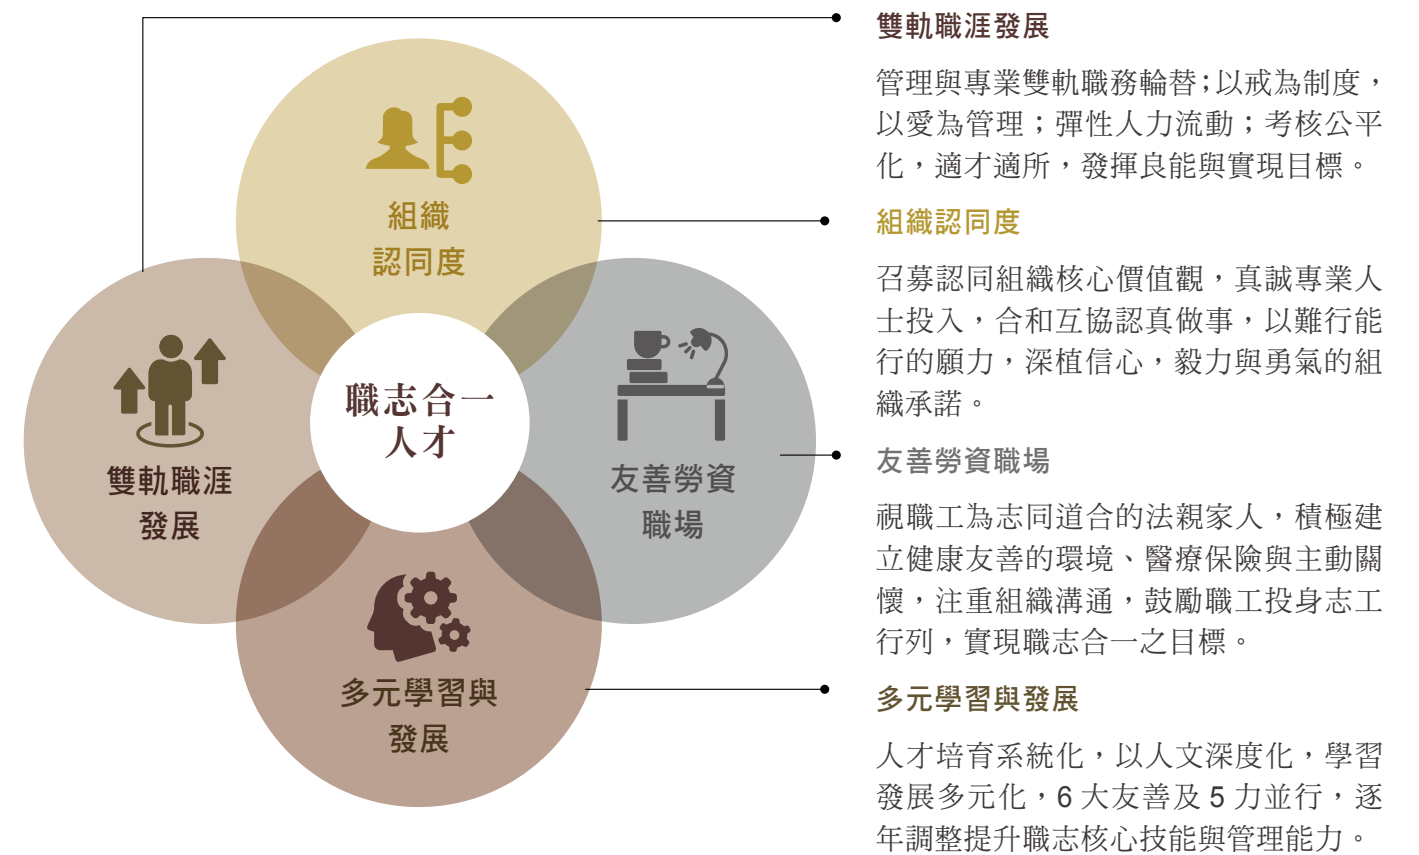 組織
認同度
雙軌職涯
發展
職志合一
人才
友善勞資
職場
多元學習與
發展
雙軌職涯發展
管理與專業雙軌職務輪替;以戒為制度，
以愛為管理；彈性人力流動；考核公平
化，適才適所，發揮良能與實現目標。
組織認同度
召募認同組織核心價值觀，真誠專業人
士投入，合和互協認真做事，以難行能
行的願力，深植信心，毅力與勇氣的組
織承諾。
友善勞資職場
視職工為志同道合的法親家人，積極建
立健康友善的環境、醫療保險與主動關
懷，注重組織溝通，鼓勵職工投身志工
行列，實現職志合一之目標。
多元學習與發展
人才培育系統化，以人文深度化，學習
發展多元化，6 大友善及 5 力並行，逐
年調整提升職志核心技能與管理能力。